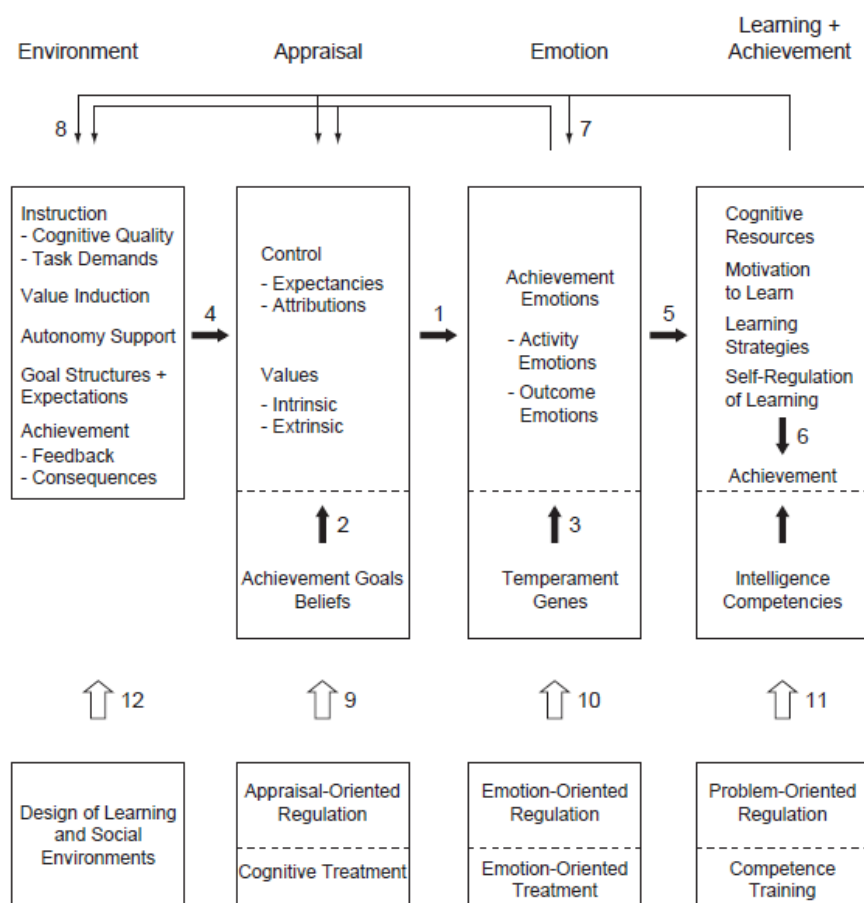 Environment
Appraisal
Emotion
Learning +
Achievement
8
7
Instruction
- Cognitive Quality
- Task Demands
Value Induction
Autonomy Support
Goal Structures +
Expectations
Achievement
- Feedback
- Consequences
4
Control
- Expectancies
- Attributions
Values
- Intrinsic
- Extrinsic
2
Achievement Goals
Beliefs
1
Achievement
Emotions
- Activity
Emotions
- Outcome
Emotions
3
Temperament
Genes
5
Cognitive
Resources
Motivation
to Learn
Learning
Strategies
Self-Regulation
of Learning
6
Achievement
Intelligence
Competencies
12
9
10
11
Design of Learning
and Social
Environments
Appraisal-Oriented
Regulation
Cognitive Treatment
Emotion-Oriented
Regulation
Emotion-Oriented
Treatment
Problem-Oriented
Regulation
Competence
Training